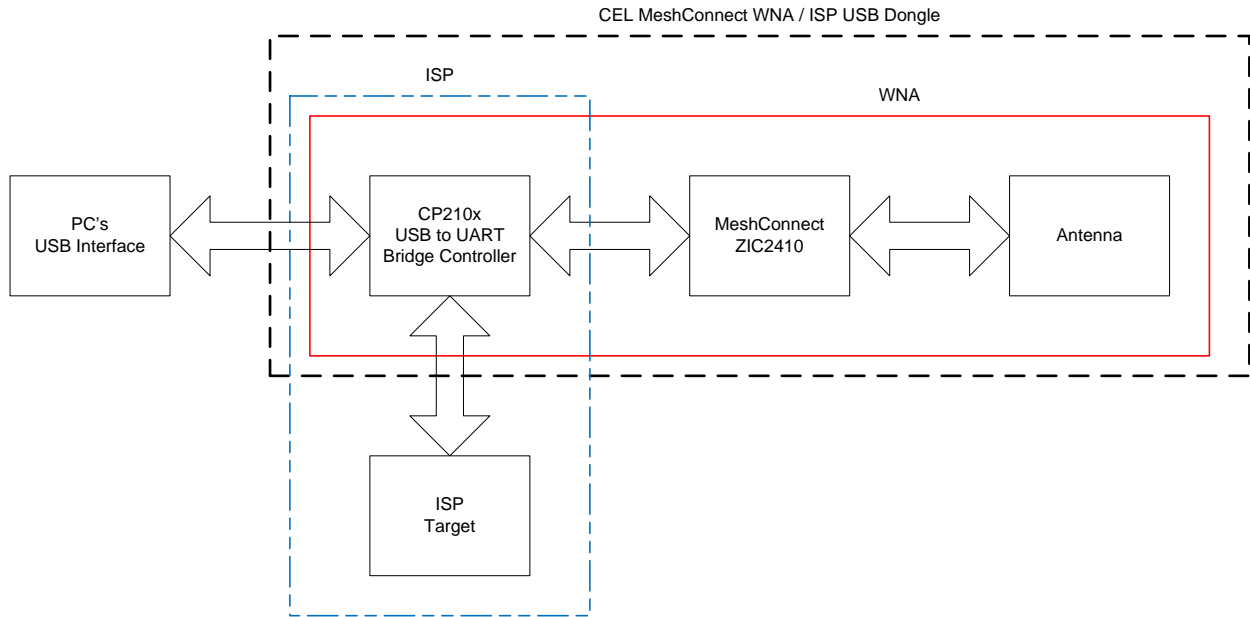 CEL MeshConnect WNA / ISP USB Dongle
ISP
WNA
PC’s
USB Interface
CP210x
USB to UART
Bridge Controller
MeshConnect
ZIC2410
Antenna
ISP
Target